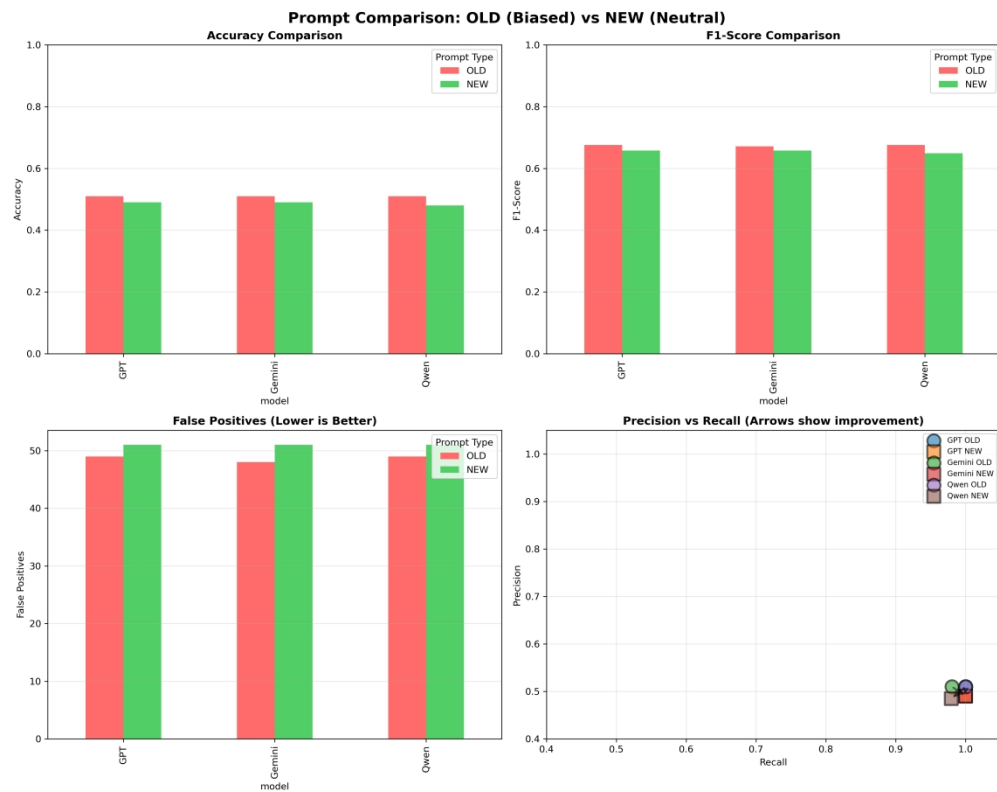 Prompt Comparison: OLD (Biased) vs NEW (Neutral)
Accuracy Comparison
1.0
0.8
0.6
0.4
0.2
0.0
Accuracy
Prompt Type
OLD
NEW
GPT
Gemini
Qwen
model
F1-Score Comparison
1.0
0.8
0.6
0.4
0.2
0.0
F1-Score
Prompt Type
OLD
NEW
GPT
Gemini
Qwen
model
False Positives (Lower is Better)
50
40
30
20
10
0
False Positives
Prompt Type
OLD
NEW
GPT
Gemini
Qwen
model
Precision vs Recall (Arrows show improvement)
1.0
0.9
0.8
0.7
0.6
0.5
0.4
Precision
GPT OLD
GPT NEW
Gemini OLD
Gemini NEW
Qwen OLD
Qwen NEW
0.4 0.5 0.6 0.7 0.8 0.9 1.0
Recall